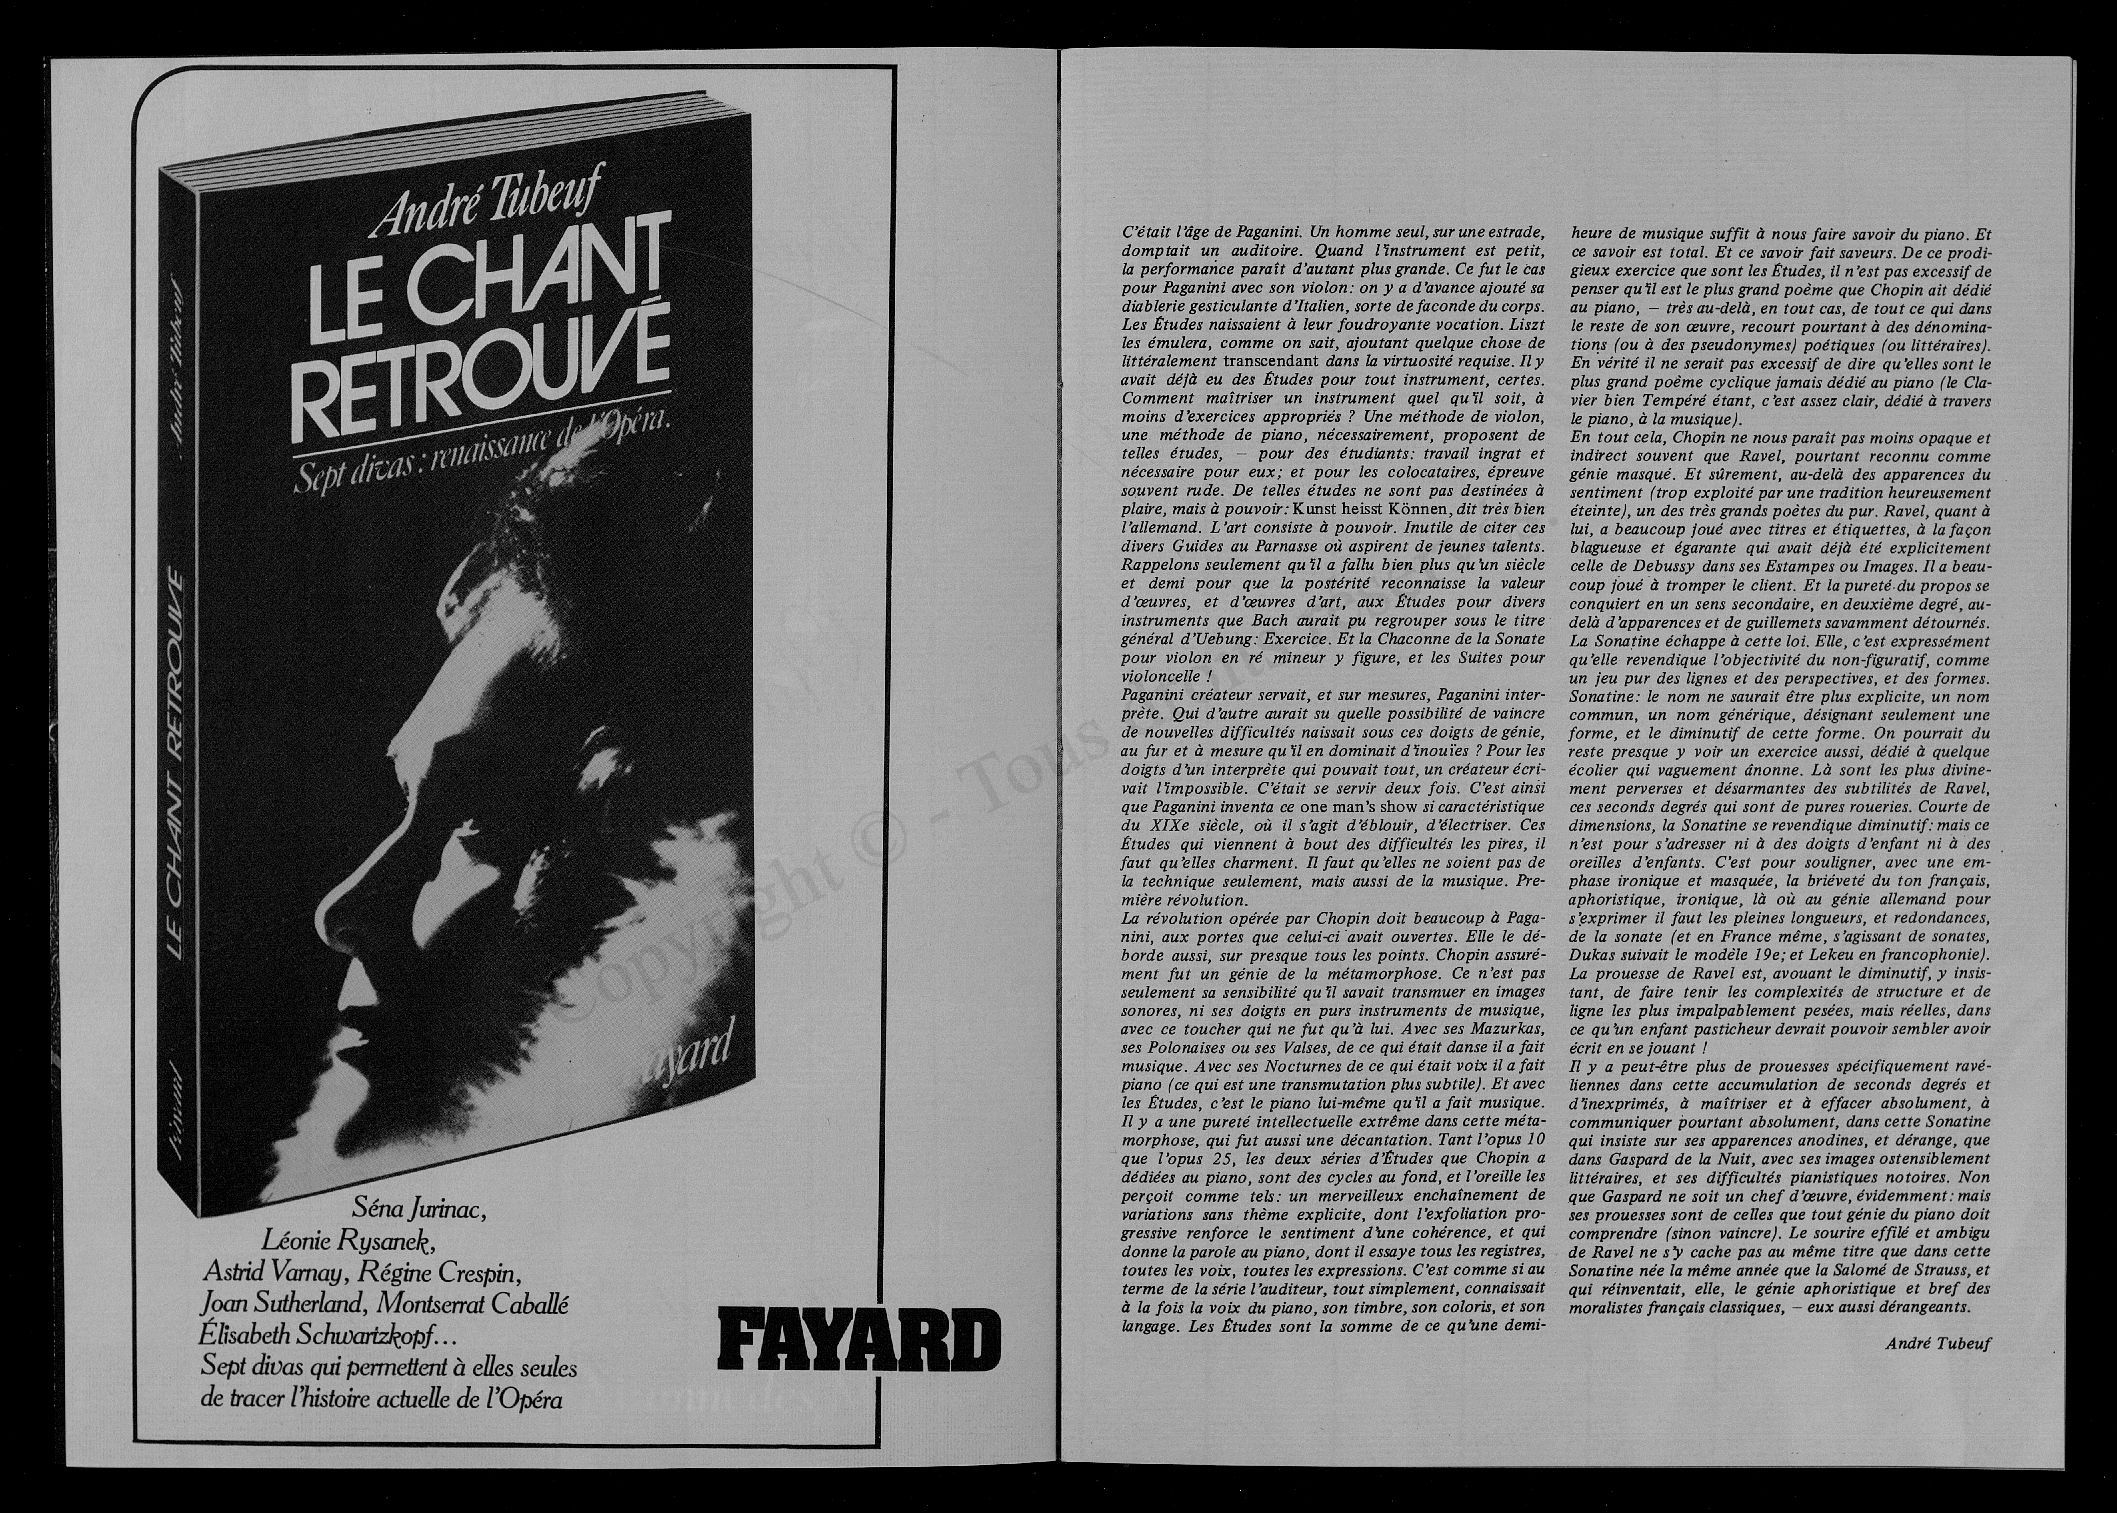 André Tubeuf
LE CHANT
RETROUVÉ
Sept divas : renaissance de l'Opéra.
André Tubeuf
LE CHANT RETROUVÉ
Fayard
ayard
Séna Jurinac,
Léonie Rysanek,
Astrid Varnay, Régine Crespin,
Joan Sutherland, Montserrat Caballé
Élisabeth Schwartzkopf...
Sept divas qui permettent à elles seules
de tracer l'histoire actuelle de l'Opéra
FAYARD
C'était l'âge de Paganini. Un homme seul, sur une estrade,
domptait un auditoire. Quand l'instrument est petit,
la performance paraît d'autant plus grande. Ce fut le cas
pour Paganini avec son violon: on y a d'avance ajouté sa
diablerie gesticulante d'Italien, sorte de faconde du corps.
Les Études naissaient à leur foudroyante vocation. Liszt
les émulera, comme on sait, ajoutant quelque chose de
littéralement transcendant dans la virtuosité requise. Il y
avait déjà eu des Études pour tout instrument, certes.
Comment maîtriser un instrument quel qu'il soit, à
moins d'exercices appropriés ? Une méthode de violon,
une méthode de piano, nécessairement, proposent de
telles études, — pour des étudiants: travail ingrat et
nécessaire pour eux; et pour les colocataires, épreuve
souvent rude. De telles études ne sont pas destinées à
plaire, mais à pouvoir: Kunst heisst Können, dit très bien
l'allemand. L'art consiste à pouvoir. Inutile de citer ces
divers Guides au Parnasse où aspirent de jeunes talents.
Rappelons seulement qu'il a fallu bien plus qu'un siècle
et demi pour que la postérité reconnaisse la valeur
d'œuvres, et d'œuvres d'art, aux Études pour divers
instruments que Bach aurait pu regrouper sous le titre
général d'Uebung: Exercice. Et la Chaconne de la Sonate
pour violon en ré mineur y figure, et les Suites pour
violoncelle !
Paganini créateur servait, et sur mesures, Paganini inter-
prète. Qui d'autre aurait su quelle possibilité de vaincre
de nouvelles difficultés naissait sous ces doigts de génie,
au fur et à mesure qu'il en dominait d'inouïes ? Pour les
doigts d'un interprète qui pouvait tout, un créateur écri-
vait l'impossible. C'était se servir deux fois. C'est ainsi
que Paganini inventa ce one man's show si caractéristique
du XIXe siècle, où il s'agit d'éblouir, d'électriser. Ces
Études qui viennent à bout des difficultés les pires, il
faut qu'elles charment. Il faut qu'elles ne soient pas de
la technique seulement, mais aussi de la musique. Pre-
mière révolution.
La révolution opérée par Chopin doit beaucoup à Paga-
nini, aux portes que celui-ci avait ouvertes. Elle le dé-
borde aussi, sur presque tous les points. Chopin assuré-
ment fut un génie de la métamorphose. Ce n'est pas
seulement sa sensibilité qu'il savait transmuer en images
sonores, ni ses doigts en purs instruments de musique,
avec ce toucher qui ne fut qu'à lui. Avec ses Mazurkas,
ses Polonaises ou ses Valses, de ce qui était danse il a fait
musique. Avec ses Nocturnes de ce qui était voix il a fait
piano (ce qui est une transmutation plus subtile). Et avec
les Études, c'est le piano lui-même qu'il a fait musique.
Il y a une pureté intellectuelle extrême dans cette méta-
morphose, qui fut aussi une décantation. Tant l'opus 10
que l'opus 25, les deux séries d'Études que Chopin a
dédiées au piano, sont des cycles au fond, et l'oreille les
perçoit comme tels: un merveilleux enchaînement de
variations sans thème explicite, dont l'exfoliation pro-
gressive renforce le sentiment d'une cohérence, et qui
donne la parole au piano, dont il essaye tous les registres,
toutes les voix, toutes les expressions. C'est comme si au
terme de la série l'auditeur, tout simplement, connaissait
à la fois la voix du piano, son timbre, son coloris, et son
langage. Les Études sont la somme de ce qu'une demi-
heure de musique suffit à nous faire savoir du piano. Et
ce savoir est total. Et ce savoir fait saveurs. De ce prodi-
gieux exercice que sont les Études, il n'est pas excessif de
penser qu'il est le plus grand poème que Chopin ait dédié
au piano, — très au-delà, en tout cas, de tout ce qui dans
le reste de son œuvre, recourt pourtant à des dénomina-
tions (ou à des pseudonymes) poétiques (ou littéraires).
En vérité il ne serait pas excessif de dire qu'elles sont le
plus grand poème cyclique jamais dédié au piano (le Cla-
vier bien Tempéré étant, c'est assez clair, dédié à travers
le piano, à la musique).
En tout cela, Chopin ne nous paraît pas moins opaque et
indirect souvent que Ravel, pourtant reconnu comme
génie masqué. Et sûrement, au-delà des apparences du
sentiment (trop exploité par une tradition heureusement
éteinte), un des très grands poètes du pur. Ravel, quant à
lui, a beaucoup joué avec titres et étiquettes, à la façon
blagueuse et égarante qui avait déjà été explicitement
celle de Debussy dans ses Estampes ou Images. Il a beau-
coup joué à tromper le client. Et la pureté du propos se
conquiert en un sens secondaire, en deuxième degré, au-
delà d'apparences et de guillemets savamment détournés.
La Sonatine échappe à cette loi. Elle, c'est expressément
qu'elle revendique l'objectivité du non-figuratif, comme
un jeu pur des lignes et des perspectives, et des formes.
Sonatine: le nom ne saurait être plus explicite, un nom
commun, un nom générique, désignant seulement une
forme, et le diminutif de cette forme. On pourrait du
reste presque y voir un exercice aussi, dédié à quelque
écolier qui vaguement ânonne. Là sont les plus divine-
ment perverses et désarmantes des subtilités de Ravel,
ces seconds degrés qui sont de pures roueries. Courte de
dimensions, la Sonatine se revendique diminutif: mais ce
n'est pour s'adresser ni à des doigts d'enfant ni à des
oreilles d'enfants. C'est pour souligner, avec une em-
phase ironique et masquée, la briéveté du ton français,
aphoristique, ironique, là où au génie allemand pour
s'exprimer il faut les pleines longueurs, et redondances,
de la sonate (et en France même, s'agissant de sonates,
Dukas suivait le modèle 19e; et Lekeu en francophonie).
La prouesse de Ravel est, avouant le diminutif, y insis-
tant, de faire tenir les complexités de structure et de
ligne les plus impalpablement pesées, mais réelles, dans
ce qu'un enfant pasticheur devrait pouvoir sembler avoir
écrit en se jouant !
Il y a peut-être plus de prouesses spécifiquement ravé-
liennes dans cette accumulation de seconds degrés et
d'inexprimés, à maîtriser et à effacer absolument, à
communiquer pourtant absolument, dans cette Sonatine
qui insiste sur ses apparences anodines, et dérange, que
dans Gaspard de la Nuit, avec ses images ostensiblement
littéraires, et ses difficultés pianistiques notoires. Non
que Gaspard ne soit un chef d'œuvre, évidemment: mais
ses prouesses sont de celles que tout génie du piano doit
comprendre (sinon vaincre). Le sourire effilé et ambigu
de Ravel ne s'y cache pas au même titre que dans cette
Sonatine née la même année que la Salomé de Strauss, et
qui réinventait, elle, le génie aphoristique et bref des
moralistes français classiques, — eux aussi dérangeants.
André Tubeuf
Copyright © - Tous